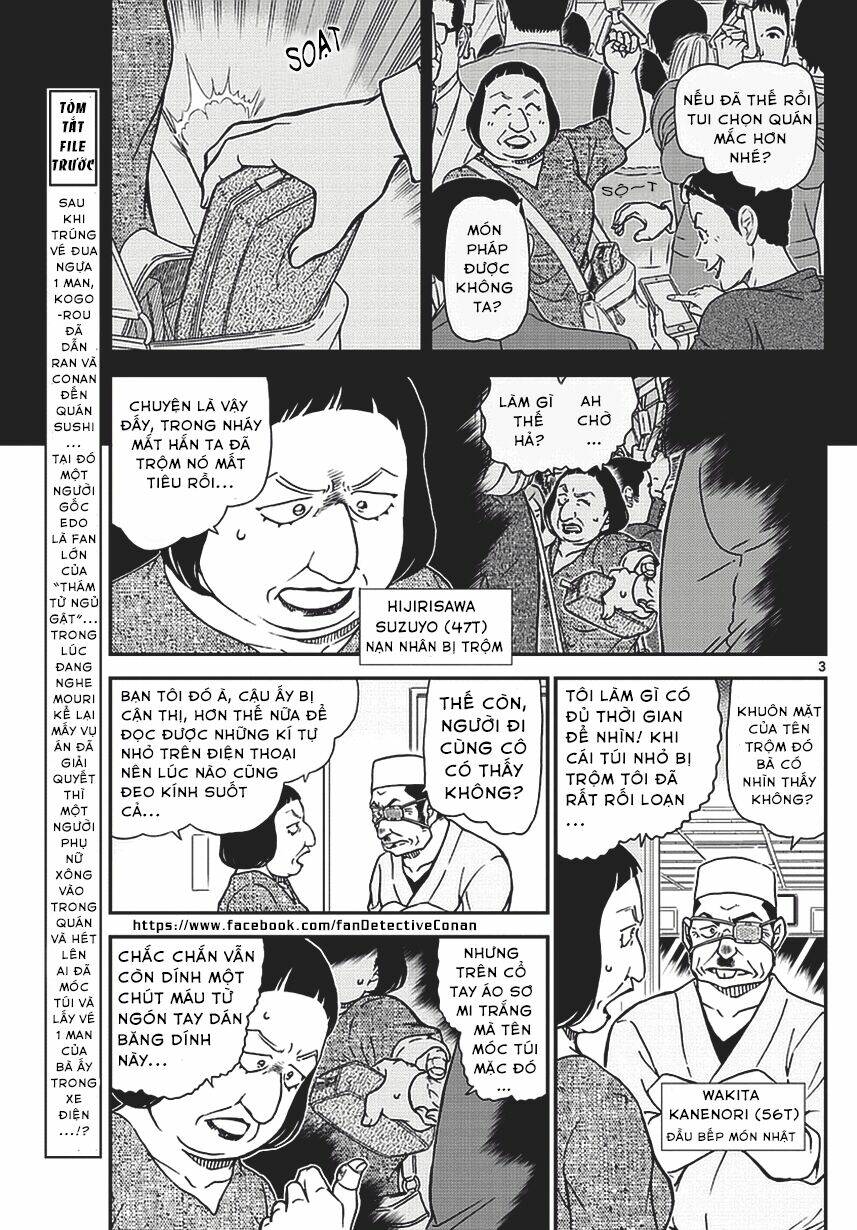 NẾU ĐÃ THẾ RỒI
TUI CHỌN QUÁN
MẮC HƠN
NHÉ?
SÔ~T
MÓN
PHÁP
ĐƯỢC
KHÔNG
TA?
SOẠT
TÓM
TẮT
FILE
TRƯỚC
SAU
KHI
TRÚNG
VÉ ĐUA
NGỰA
1 MAN,
KOGO
-ROU
ĐÃ
DẪN
RAN VÀ
CONAN
ĐẾN
QUÁN
SUSHI
...
TẠI ĐÓ
MỘT
NGƯỜI
GỐC
EDO
LÀ FAN
LỚN
CỦA
"THÁM
TỬ NGỦ
GẬT"...
TRONG
LÚC
ĐANG
NGHE
MOURI
KỂ LẠI
MẤY VỤ
ÁN ĐÃ
GIẢI
QUYẾT
THÌ
MỘT
NGƯỜI
PHỤ
NỮ
XÔNG
VÀO
TRONG
QUÁN
VÀ HÉT
LÊN
AI ĐÃ
MÓC
TÚI VÀ
LẤY VÉ
1 MAN
CỦA
BÀ ẤY
TRONG
XE
ĐIỆN
...!?
AH
CHỜ
...
LÀM GÌ
THẾ
HẢ?
CHUYỆN LÀ VẬY
ĐẤY, TRONG NHÁY
MẮT HẮN TA ĐÃ
TRỘM NÓ MẤT
TIÊU RỒI...
HIJIRISAWA
SUZUYO (47T)
NẠN NHÂN BỊ TRỘM
3
KHUÔN MẶT
CỦA TÊN
TRỘM ĐÓ
BÀ CÓ
NHÌN THẤY
KHÔNG?
TÔI LÀM GÌ CÓ
ĐỦ THỜI GIAN
ĐỂ NHÌN! KHI
CÁI TÚI NHỎ BỊ
TRỘM TÔI ĐÃ
RẤT RỐI LOẠN
...
WAKITA
KANENORI (56T)
ĐẦU BẾP MÓN NHẬT
THẾ CÒN,
NGƯỜI ĐI
CÙNG CÔ
CÓ THẤY
KHÔNG?
BẠN TÔI ĐÓ À, CẬU ẤY BỊ
CẬN THỊ, HƠN THẾ NỮA ĐỂ
ĐỌC ĐƯỢC NHỮNG KÍ TỰ
NHỎ TRÊN ĐIỆN THOẠI
NÊN LÚC NÀO CŨNG
ĐEO KÍNH SUỐT
CẢ...
https://www.facebook.com/fanDetectiveConan
NHƯNG
TRÊN CỔ
TAY ÁO SƠ
MI TRẮNG
MÀ TÊN
MÓC TÚI
MẶC ĐÓ
...
CHẮC CHẮN VẪN
CÒN DÍNH MỘT
CHÚT MÁU TỪ
NGÓN TAY DÁN
BĂNG DÍNH
NÀY...